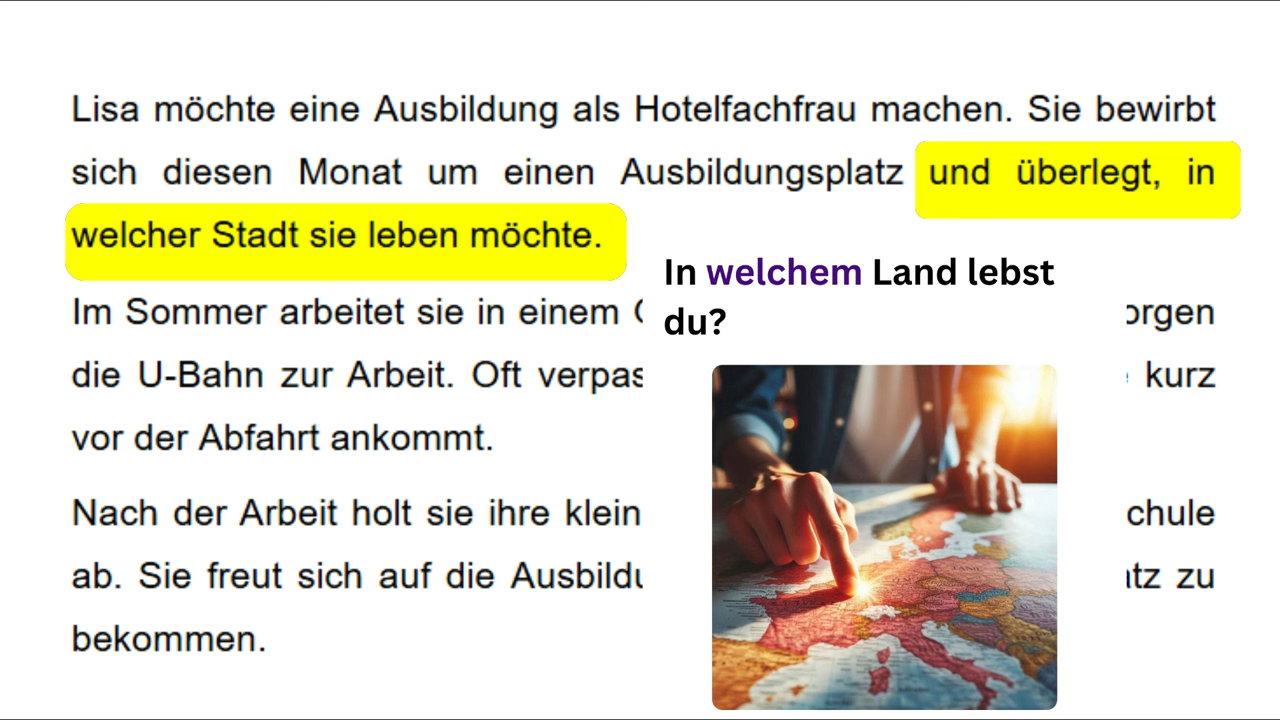 Lisa möchte eine Ausbildung als Hotelfachfrau machen. Sie bewirbt
sich diesen Monat um einen Ausbildungsplatz und überlegt, in
welcher Stadt sie leben möchte.
In welchem Land lebst
du?
Im Sommer arbeitet sie in einem
die U-Bahn zur Arbeit. Oft kurz
vor der Abfahrt ankommt.
Nach der Arbeit holt sie ihre
ab. Sie freut sich auf die zu
bekommen.